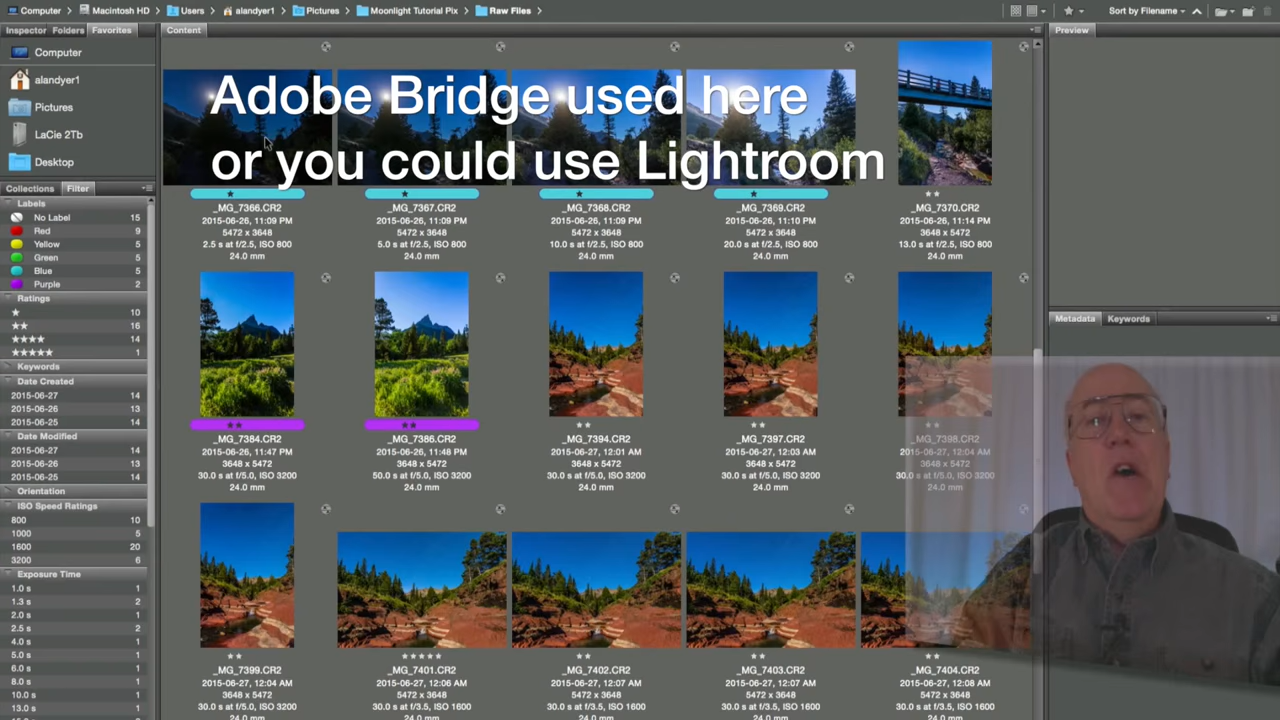 Computer Macintosh HD Users alandyer1 Pictures Moonlight Tutorial Pix Raw Files Sort by Filename
Inspector Folders Favorites Content Preview
Computer
alandyer1
Pictures
LaCie 2Tb
Desktop
Adobe Bridge used here
or you could use Lightroom
Collections Filter
Labels
No Label 15
Red 9
Yellow 5
Green 5
Blue 5
Purple 2
Ratings
★ 10
★★ 16
★★★★ 14
★★★★★ 1
Keywords
Date Created
2015-06-27 14
2015-06-26 13
2015-06-25 14
Date Modified
2015-06-27 14
2015-06-26 13
2015-06-25 14
Orientation
ISO Speed Ratings
800 10
1000 5
1600 20
3200 6
Exposure Time
1.0 s 1
1.3 s 2
2.0 s 1
2.5 s 2
4.0 s 1
5.0 s 1
6.0 s 1
8.0 s 1
10.0 s 1
13.0 s 1
_MG_7366.CR2 _MG_7367.CR2 _MG_7368.CR2 _MG_7369.CR2 _MG_7370.CR2
2015-06-26, 11:09 PM 2015-06-26, 11:09 PM 2015-06-26, 11:09 PM 2015-06-26, 11:10 PM 2015-06-26, 11:14 PM
5472 x 3648 5472 x 3648 5472 x 3648 5472 x 3648 5472 x 3648
2.5 s at f/2.5, ISO 800 5.0 s at f/2.5, ISO 800 10.0 s at f/2.5, ISO 800 20.0 s at f/2.5, ISO 800 13.0 s at f/2.5, ISO 800
24.0 mm 24.0 mm 24.0 mm 24.0 mm 24.0 mm
_MG_7384.CR2 _MG_7386.CR2 _MG_7394.CR2 _MG_7397.CR2 _MG_7398.CR2
2015-06-26, 11:47 PM 2015-06-26, 11:48 PM 2015-06-27, 12:01 AM 2015-06-27, 12:03 AM 2015-06-27, 12:04 AM
3648 x 5472 3648 x 5472 3648 x 5472 3648 x 5472 3648 x 5472
30.0 s at f/5.0, ISO 3200 50.0 s at f/5.0, ISO 3200 30.0 s at f/5.0, ISO 3200 30.0 s at f/5.0, ISO 3200 30.0 s at f/5.0, ISO 3200
24.0 mm 24.0 mm 24.0 mm 24.0 mm 24.0 mm
_MG_7399.CR2 _MG_7401.CR2 _MG_7402.CR2 _MG_7403.CR2 _MG_7404.CR2
2015-06-27, 12:04 AM 2015-06-27, 12:06 AM 2015-06-27, 12:07 AM 2015-06-27, 12:07 AM 2015-06-27, 12:08 AM
3648 x 5472 5472 x 3648 5472 x 3648 5472 x 3648 5472 x 3648
30.0 s at f/5.0, ISO 3200 30.0 s at f/3.5, ISO 1600 30.0 s at f/3.5, ISO 1600 30.0 s at f/3.5, ISO 1600 30.0 s at f/3.5, ISO 1600
24.0 mm 24.0 mm 24.0 mm 24.0 mm 24.0 mm
Metadata Keywords